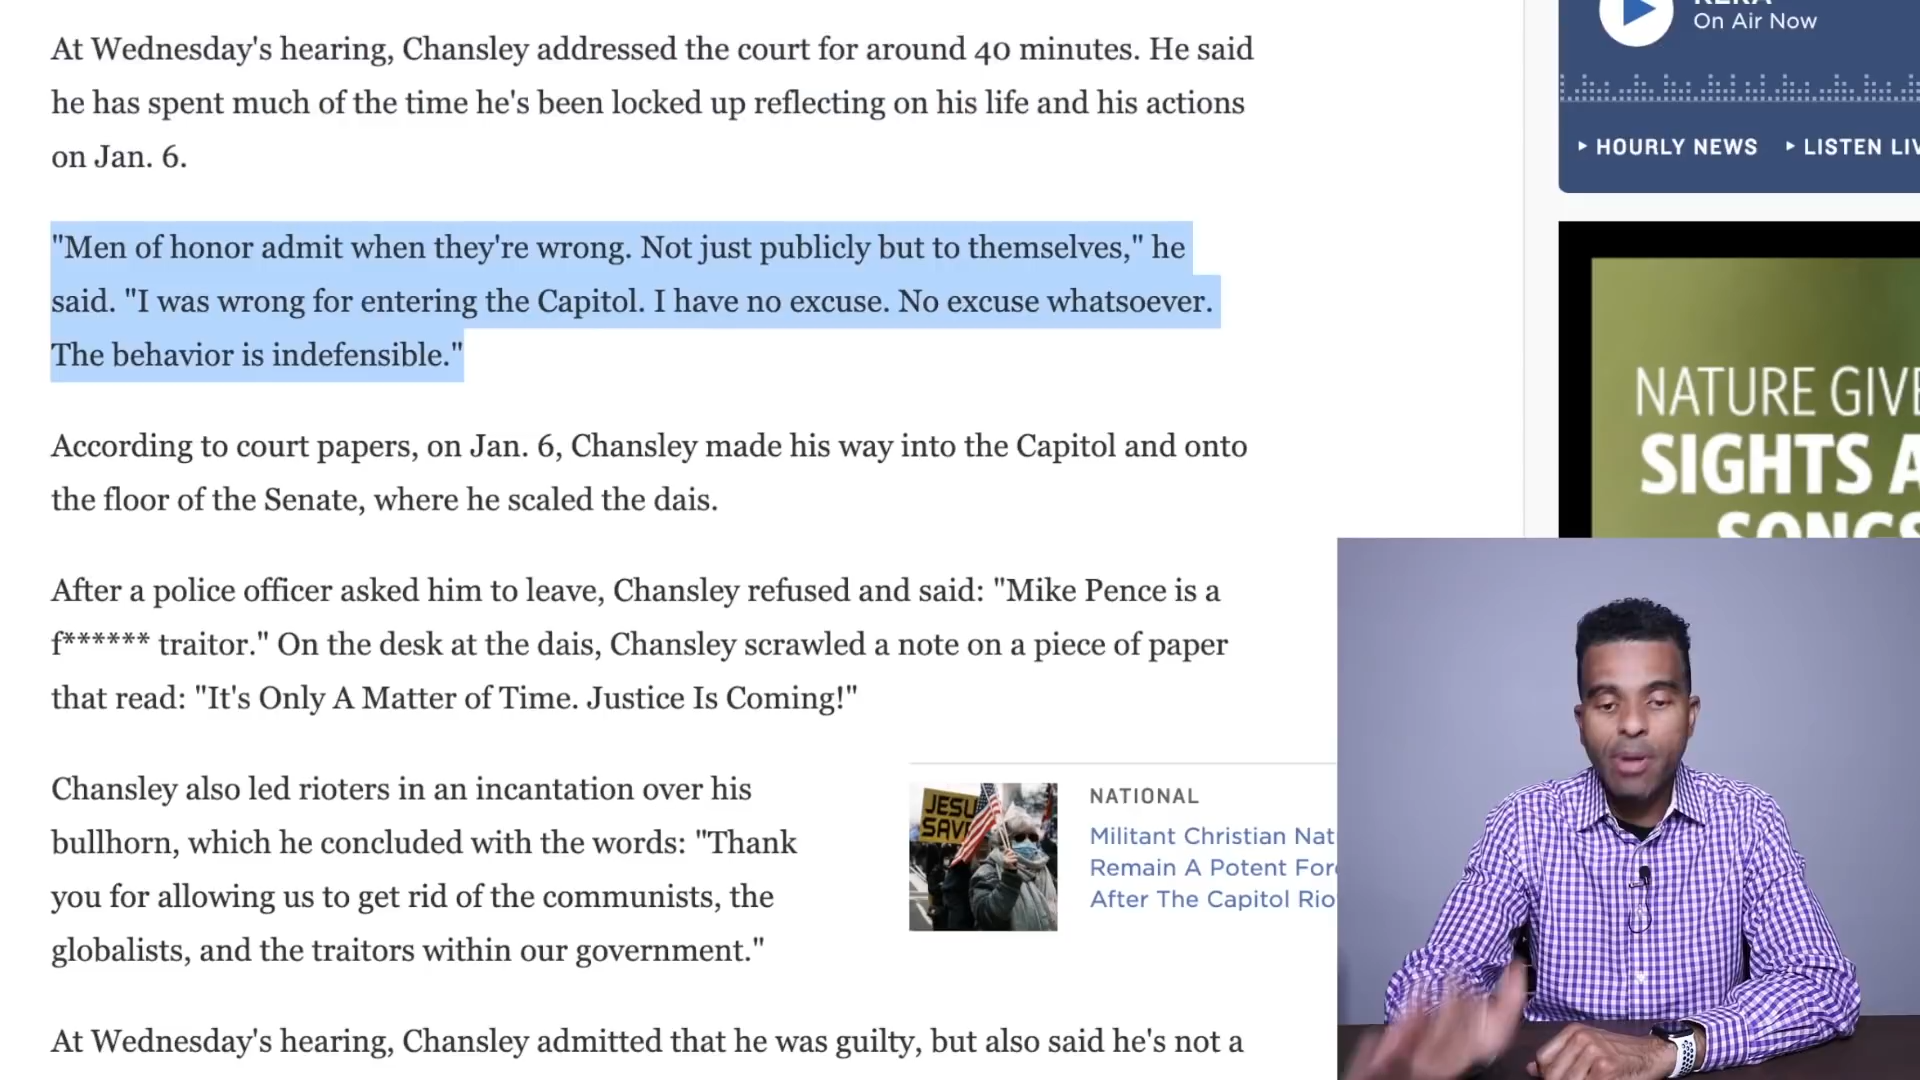 At Wednesday's hearing, Chansley addressed the court for around 40 minutes. He said
he has spent much of the time he's been locked up reflecting on his life and his actions
on Jan. 6.
"Men of honor admit when they're wrong. Not just publicly but to themselves," he
said. "I was wrong for entering the Capitol. I have no excuse. No excuse whatsoever.
The behavior is indefensible."
According to court papers, on Jan. 6, Chansley made his way into the Capitol and onto
the floor of the Senate, where he scaled the dais.
After a police officer asked him to leave, Chansley refused and said: "Mike Pence is a
f****** traitor." On the desk at the dais, Chansley scrawled a note on a piece of paper
that read: "It's Only A Matter of Time. Justice Is Coming!"
Chansley also led rioters in an incantation over his
bullhorn, which he concluded with the words: "Thank
you for allowing us to get rid of the communists, the
globalists, and the traitors within our government."
At Wednesday's hearing, Chansley admitted that he was guilty, but also said he's not a
JESU
SAV
NATIONAL
Militant Christian Nat
Remain A Potent For
After The Capitol Rio
On Air Now
HOURLY NEWS
LISTEN LIV
NATURE GIVE
SIGHTS A
SONGS